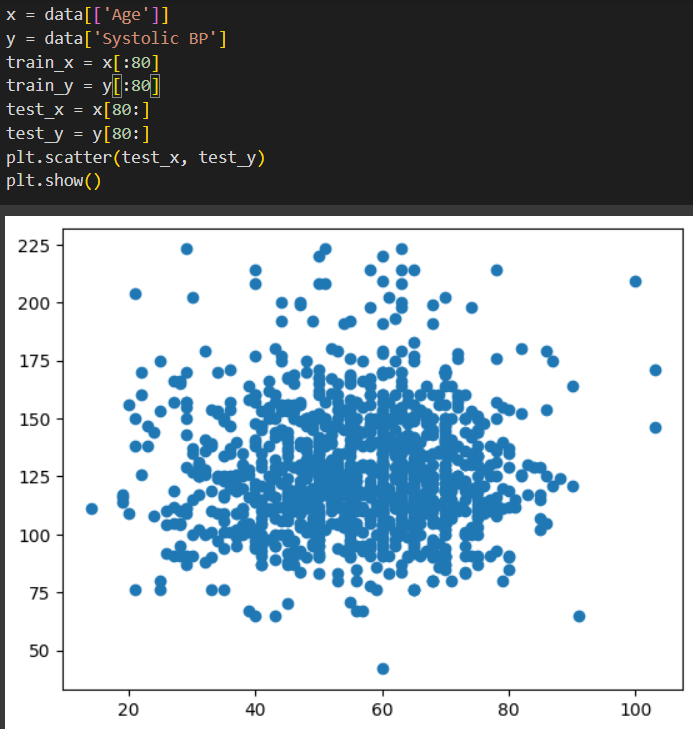 x = data[['Age']]
y = data['Systolic BP']
train_x = x[:80]
train_y = y[:80]
test_x = x[80:]
test_y = y[80:]
plt.scatter(test_x, test_y)
plt.show()
225
200
175
150
125
100
75
50
20 40 60 80 100